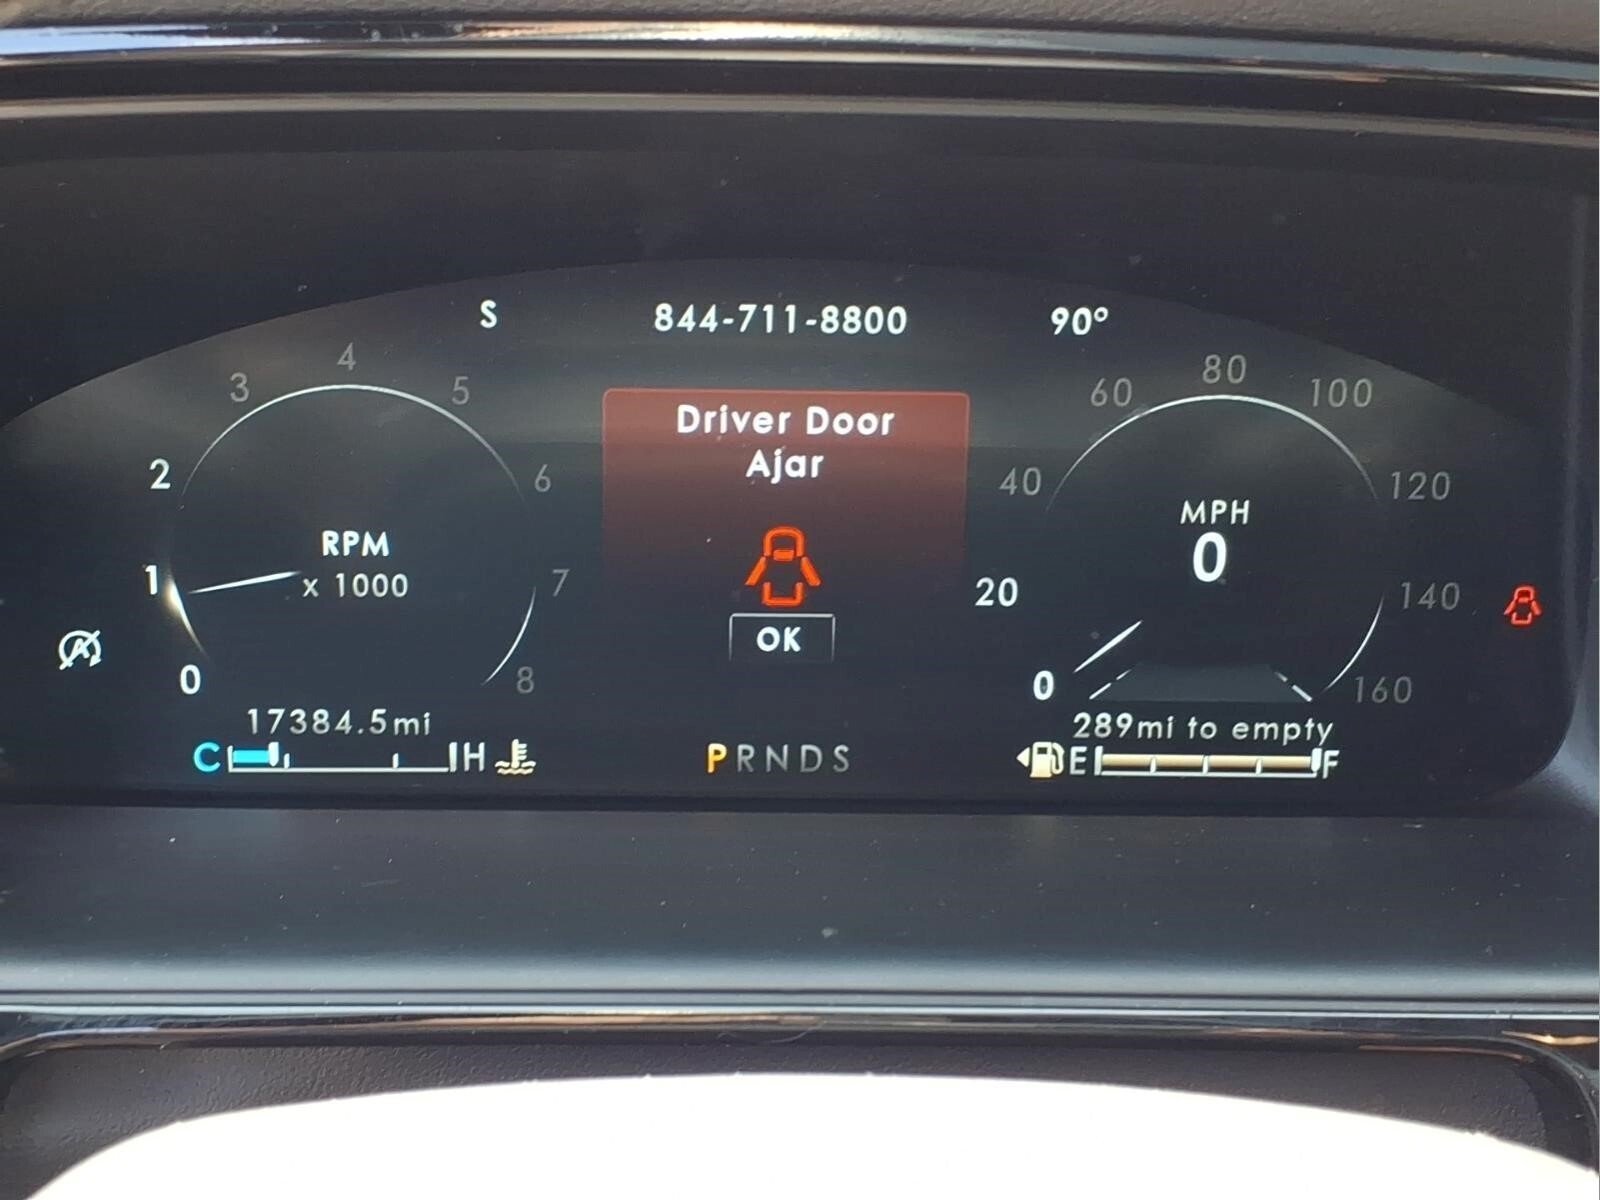 S 844-711-8800 90°
Driver Door
Ajar
OK
0 1 2 3 4 5 6 7 8
RPM
x 1000
0 20 40 60 80 100 120 140 160
MPH
0
A
17384.5mi
C H
PRNDS
289mi to empty
E F